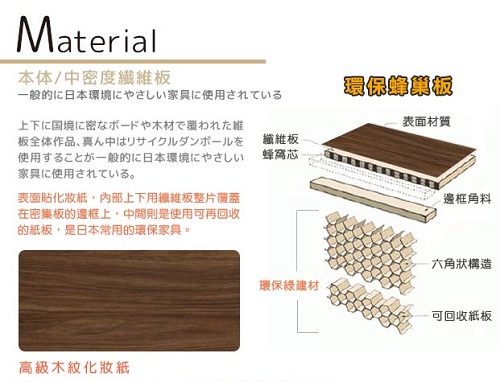 Material
本体/中密度纖維板
一般的に日本環境にやさしい家具に使用されている
上下に国境に密なボードや木材で覆われた維
板全体作品、真ん中はリサイクルダンボールを
使用することが一般的に日本環境にやさしい
家具に使用されている。
表面貼化妝紙，內部上下用纖維板整片覆蓋
在密集板的邊框上，中間則是使用可再回收
的紙板，是日本常用的環保家具。
高級木紋化妝紙
環保蜂巢板
表面材質
纖維板
蜂窩芯
邊框角料
環保綠建材
六角狀構造
可回收紙板